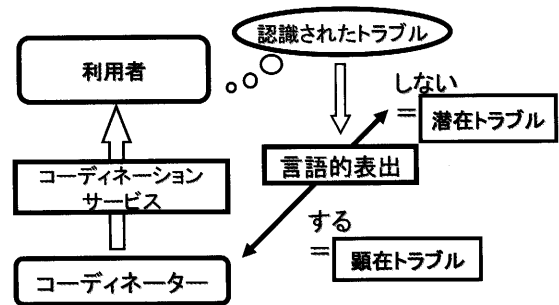 認識されたトラブル
利用者
しない
＝
潜在トラブル
コーディネーション
サービス
言語的表出
する
＝
顕在トラブル
コーディネーター